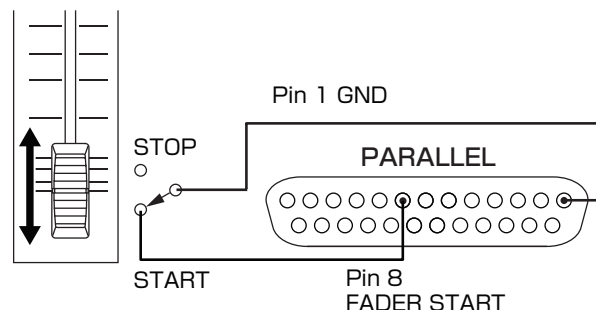 Pin 1 GND
STOP
PARALLEL
START
Pin 8
FADER START